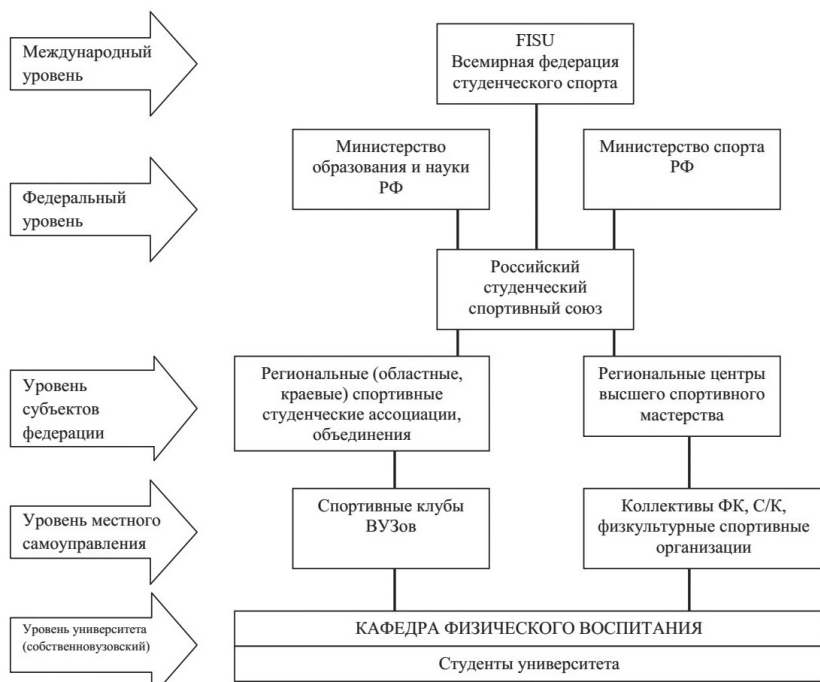 Международный
уровень
FISU
Всемирная федерация
студенческого спорта
Федеральный
уровень
Министерство
образования и науки
РФ
Министерство спорта
РФ
Российский
студенческий
спортивный союз
Уровень
субъектов
федерации
Региональные (областные,
краевые) спортивные
студенческие ассоциации,
объединения
Региональные центры
высшего спортивного
мастерства
Уровень местного
самоуправления
Спортивные клубы
ВУЗов
Коллективы ФК, С/К,
физкультурные спортивные
организации
Уровень университета
(собственновузовский)
КАФЕДРА ФИЗИЧЕСКОГО ВОСПИТАНИЯ
Студенты университета